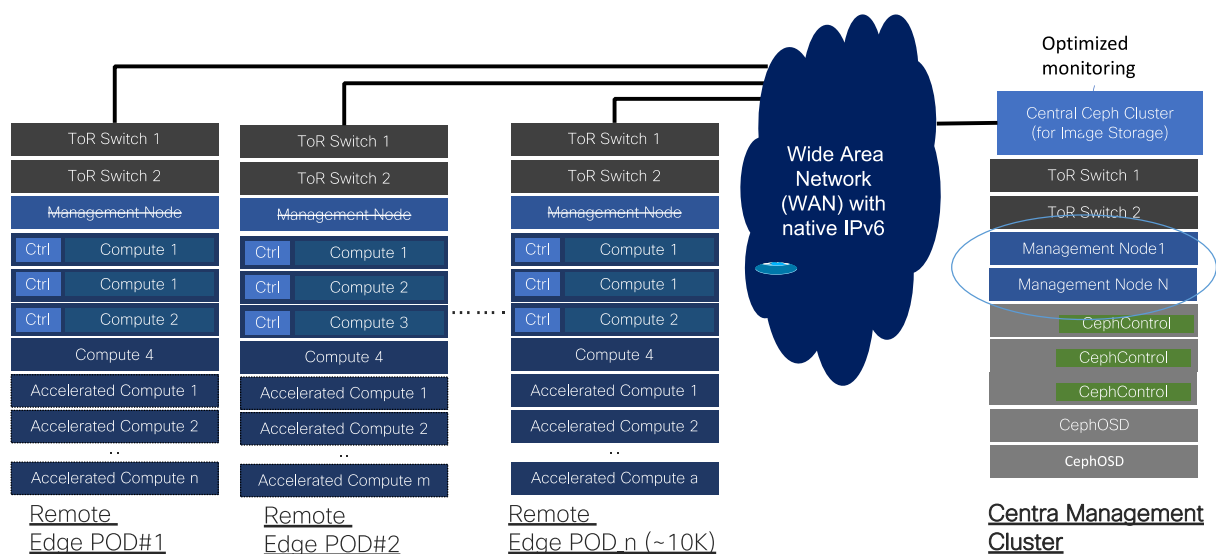 Optimized
monitoring
Central Ceph Cluster
(for Image Storage)
Wide Area
Network
(WAN) with
native IPv6
ToR Switch 1
ToR Switch 2
Management Node
Ctrl Compute 1
Ctrl Compute 1
Ctrl Compute 2
Compute 4
Accelerated Compute 1
Accelerated Compute 2
..
Accelerated Compute n
Remote
Edge POD#1
ToR Switch 1
ToR Switch 2
Management Node
Ctrl Compute 1
Ctrl Compute 2
Ctrl Compute 3
Compute 4
Accelerated Compute 1
Accelerated Compute 2
..
Accelerated Compute m
Remote
Edge POD#2
........
ToR Switch 1
ToR Switch 2
Management Node
Ctrl Compute 1
Ctrl Compute 1
Ctrl Compute 2
Compute 4
Accelerated Compute 1
Accelerated Compute 2
..
Accelerated Compute a
Remote
Edge POD_n (~10K)
ToR Switch 1
ToR Switch 2
Management Node1
Management Node N
CephControl
CephControl
CephControl
CephOSD
CephOSD
Centra Management
Cluster